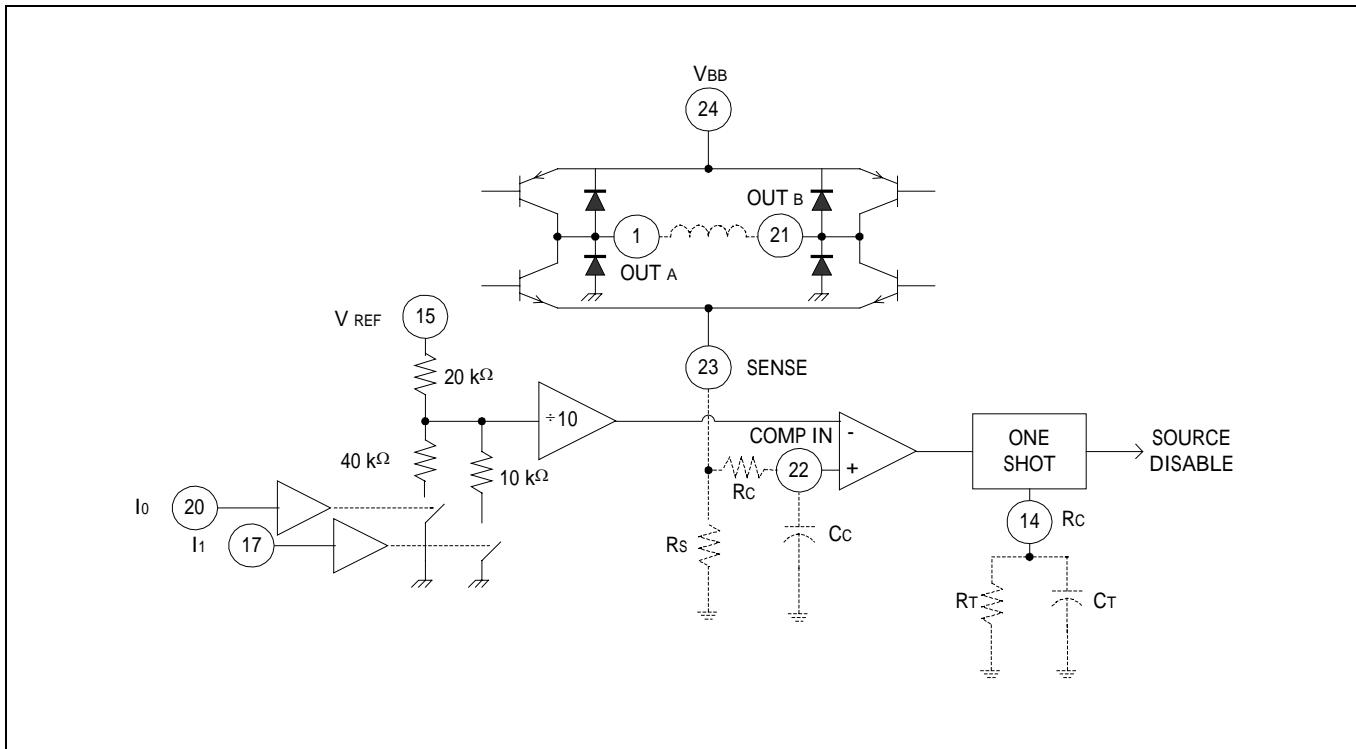 VBB
24
OUT B
1
21
OUT A
V REF
15
20 kΩ
23
SENSE
÷10
COMP IN
-
ONE
SHOT
SOURCE
DISABLE
40 kΩ
10 kΩ
22
+
RC
I0
20
I1
17
14
RC
RS
CC
RT
CT